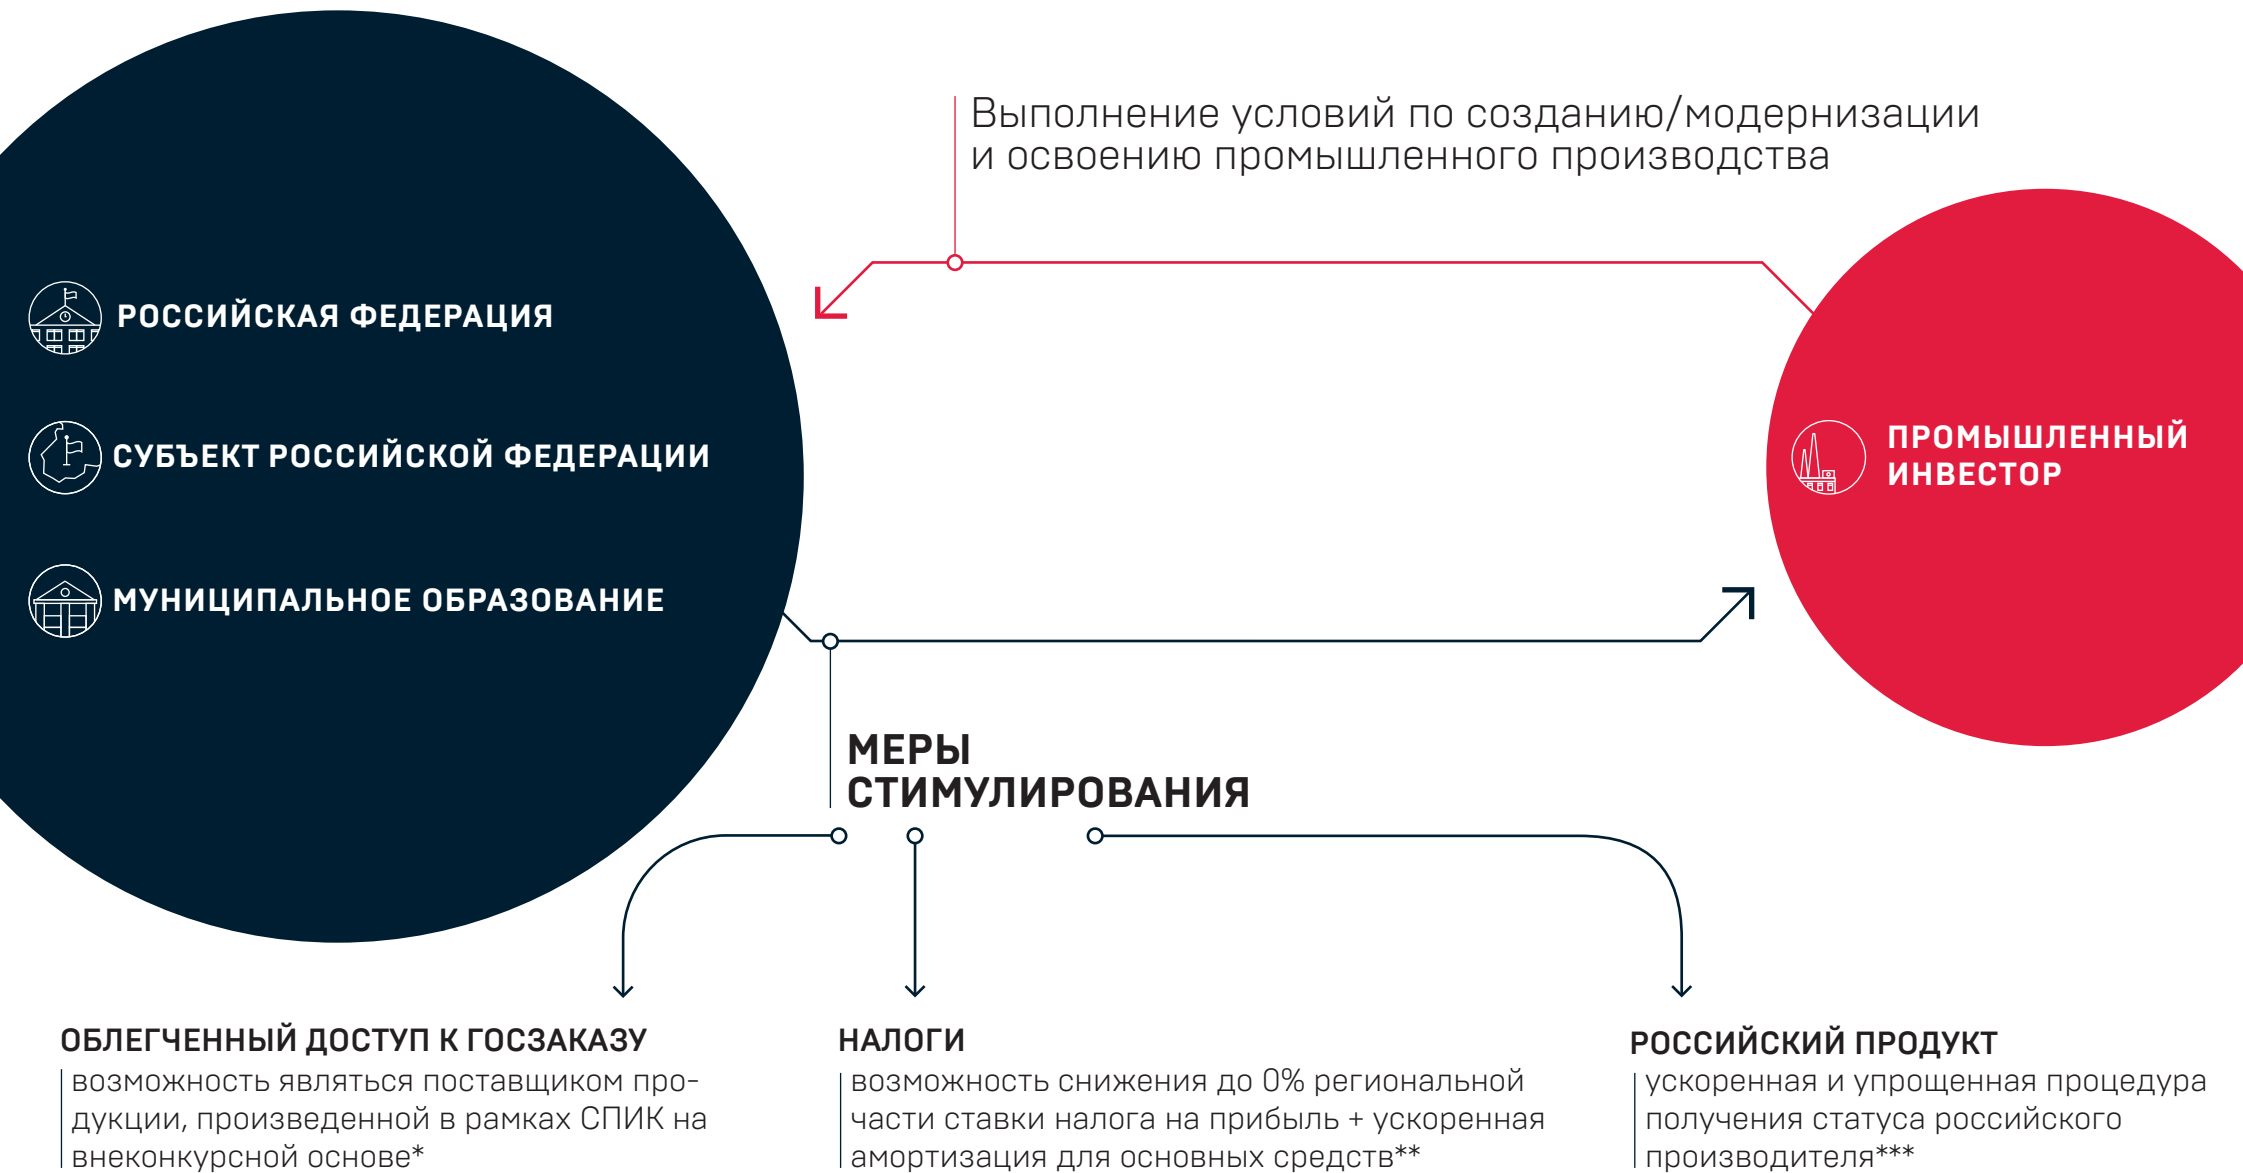 Выполнение условий по созданию/модернизации
и освоению промышленного производства
РОССИЙСКАЯ ФЕДЕРАЦИЯ
СУБЪЕКТ РОССИЙСКОЙ ФЕДЕРАЦИИ
МУНИЦИПАЛЬНОЕ ОБРАЗОВАНИЕ
ПРОМЫШЛЕННЫЙ
ИНВЕСТОР
МЕРЫ
СТИМУЛИРОВАНИЯ
ОБЛЕГЧЕННЫЙ ДОСТУП К ГОСЗАКАЗУ
возможность являться поставщиком про-
дукции, произведенной в рамках СПИК на
внеконкурсной основе*
НАЛОГИ
возможность снижения до 0% региональной
части ставки налога на прибыль + ускоренная
амортизация для основных средств**
РОССИЙСКИЙ ПРОДУКТ
ускоренная и упрощенная процедура
получения статуса российского
производителя***